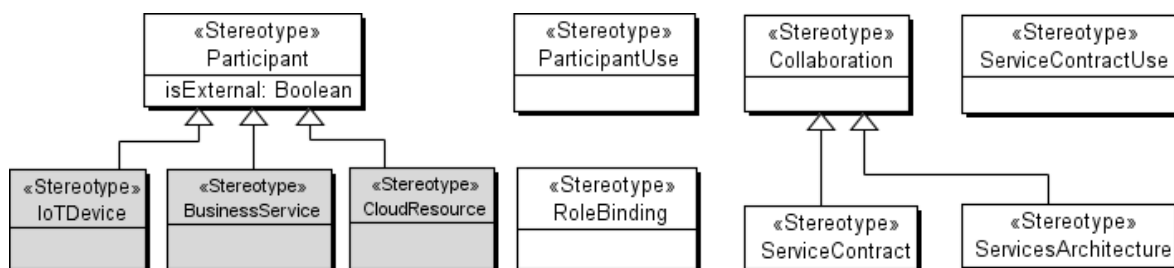 «Stereotype»
Participant
isExternal: Boolean
«Stereotype»
ParticipantUse
«Stereotype»
Collaboration
«Stereotype»
ServiceContractUse
«Stereotype»
IoTDevice
«Stereotype»
BusinessService
«Stereotype»
CloudResource
«Stereotype»
RoleBinding
«Stereotype»
ServiceContract
«Stereotype»
ServicesArchitecture